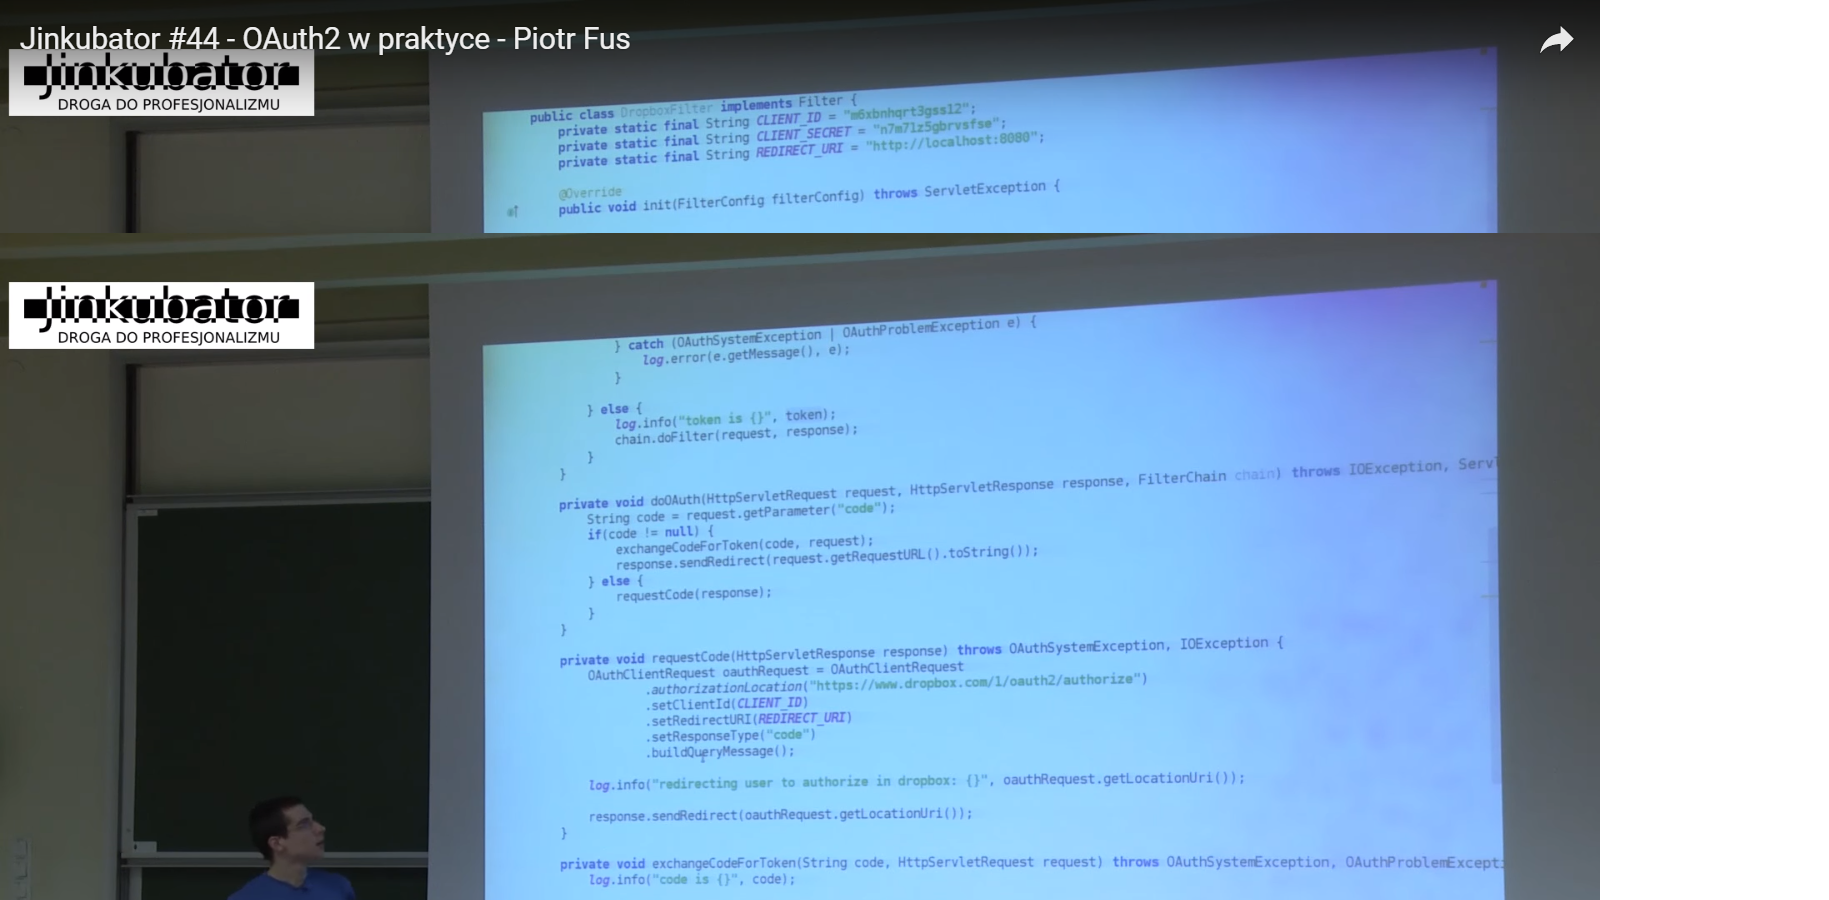 Jinkubator #44 - OAuth2 w praktyce - Piotr Fus
Jinkubator
DROGA DO PROFESJONALIZMU
public class DropboxFilter implements Filter {
private static final String CLIENT_ID = "m6xbnhqrt3gssl2";
private static final String CLIENT_SECRET = "n7m71z5gbrvsfse";
private static final String REDIRECT_URI = "http://localhost:8080";
@Override
public void init(FilterConfig filterConfig) throws ServletException {
Jinkubator
DROGA DO PROFESJONALIZMU
} catch (OAuthSystemException | OAuthProblemException e) {
log.error(e.getMessage(), e);
}
} else {
log.info("token is {}", token);
chain.doFilter(request, response);
}
}
private void doOAuth(HttpServletRequest request, HttpServletResponse response, FilterChain chain) throws IOException, Servl
String code = request.getParameter("code");
if(code != null) {
exchangeCodeForToken(code, request);
response.sendRedirect(request.getRequestURL().toString());
} else {
requestCode(response);
}
}
private void requestCode(HttpServletResponse response) throws OAuthSystemException, IOException {
OAuthClientRequest oauthRequest = OAuthClientRequest
.authorizationLocation("https://www.dropbox.com/1/oauth2/authorize")
.setClientId(CLIENT_ID)
.setRedirectURI(REDIRECT_URI)
.setResponseType("code")
.buildQueryMessage();
log.info("redirecting user to authorize in dropbox: {}", oauthRequest.getLocationUri());
response.sendRedirect(oauthRequest.getLocationUri());
}
private void exchangeCodeForToken(String code, HttpServletRequest request) throws OAuthSystemException, OAuthProblemExcepti
log.info("code is {}", code);